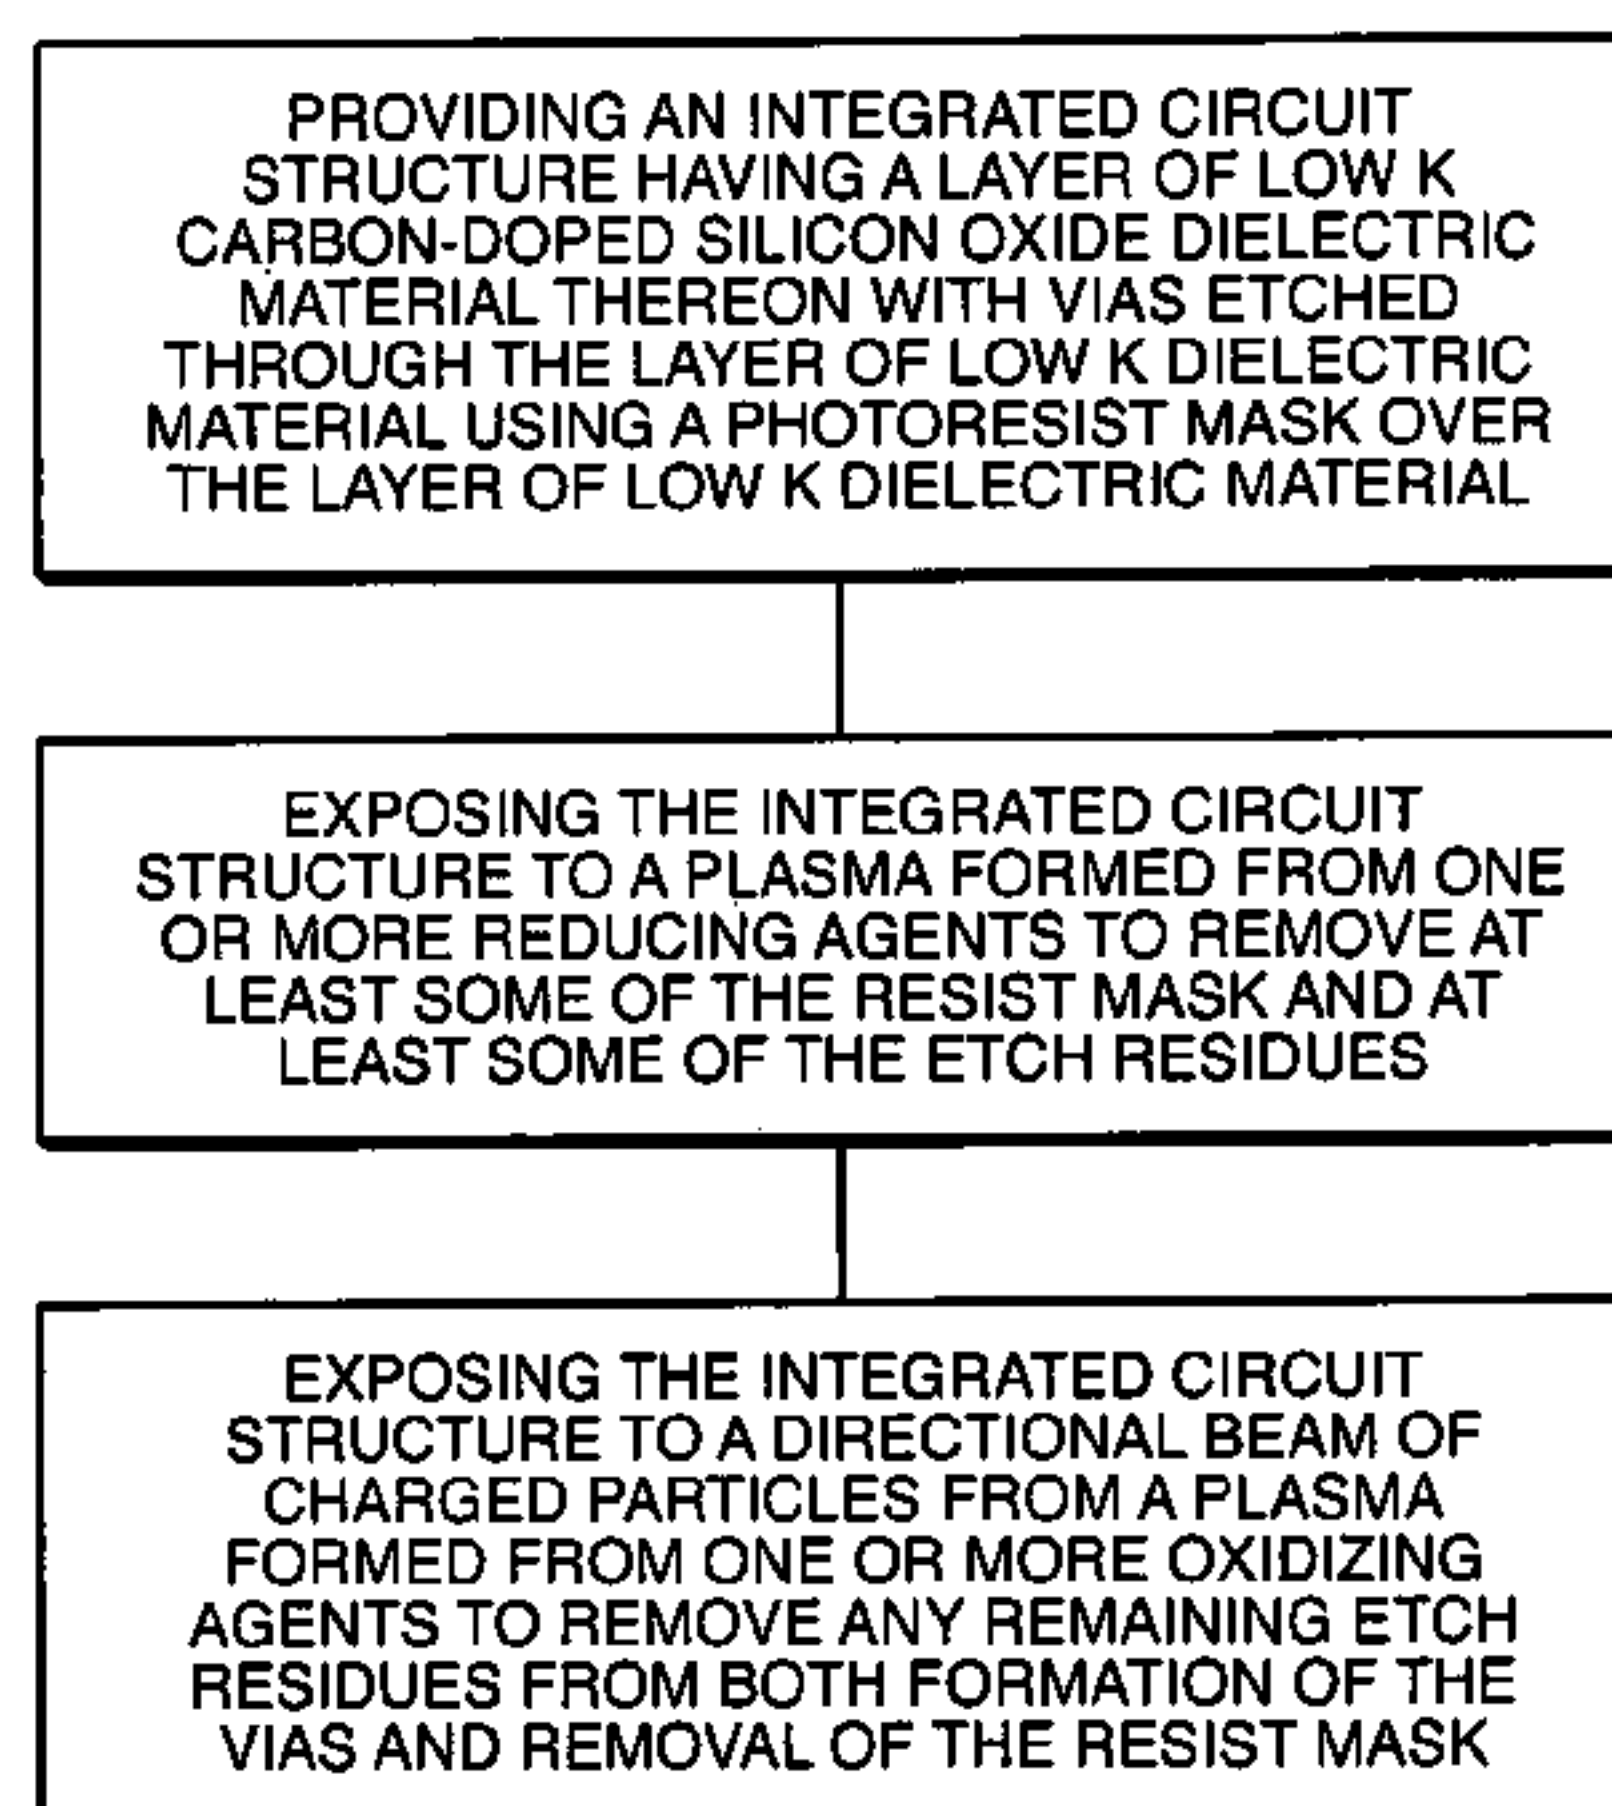 PROVIDING AN INTEGRATED CIRCUIT
STRUCTURE HAVING A LAYER OF LOW K
CARBON-DOPED SILICON OXIDE DIELECTRIC
MATERIAL THEREON WITH VIAS ETCHED
THROUGH THE LAYER OF LOW K DIELECTRIC
MATERIAL USING A PHOTORESIST MASK OVER
THE LAYER OF LOW K DIELECTRIC MATERIAL
EXPOSING THE INTEGRATED CIRCUIT
STRUCTURE TO A PLASMA FORMED FROM ONE
OR MORE REDUCING AGENTS TO REMOVE AT
LEAST SOME OF THE RESIST MASK AND AT
LEAST SOME OF THE ETCH RESIDUES
EXPOSING THE INTEGRATED CIRCUIT
STRUCTURE TO A DIRECTIONAL BEAM OF
CHARGED PARTICLES FROM A PLASMA
FORMED FROM ONE OR MORE OXIDIZING
AGENTS TO REMOVE ANY REMAINING ETCH
RESIDUES FROM BOTH FORMATION OF THE
VIAS AND REMOVAL OF THE RESIST MASK